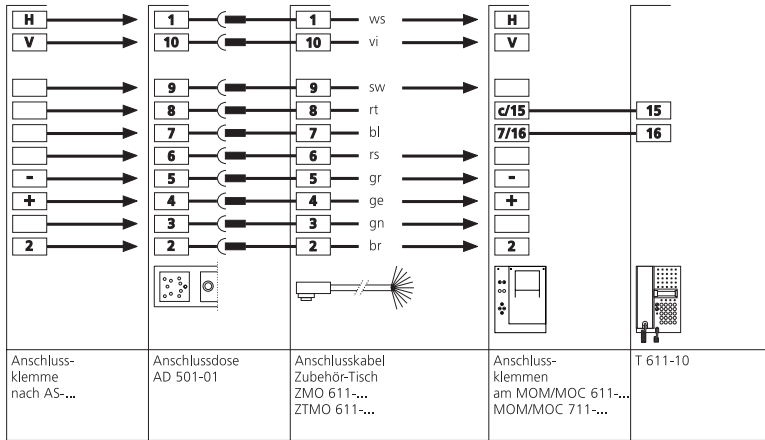 H 1 1 ws H
V 10 10 vi V
9 9 sw
8 8 rt c/15 15
7 7 bl 7/16 16
6 6 rs
- 5 5 gr -
+ 4 4 ge +
3 3 gn
2 2 2 br 2
Anschluss-
klemme
nach AS-...
Anschlussdose
AD 501-01
Anschlusskabel
Zubehör-Tisch
ZMO 611-...
ZTMO 611-...
Anschluss-
klemmen
am MOM/MOC 611-...
MOM/MOC 711-...
T 611-10